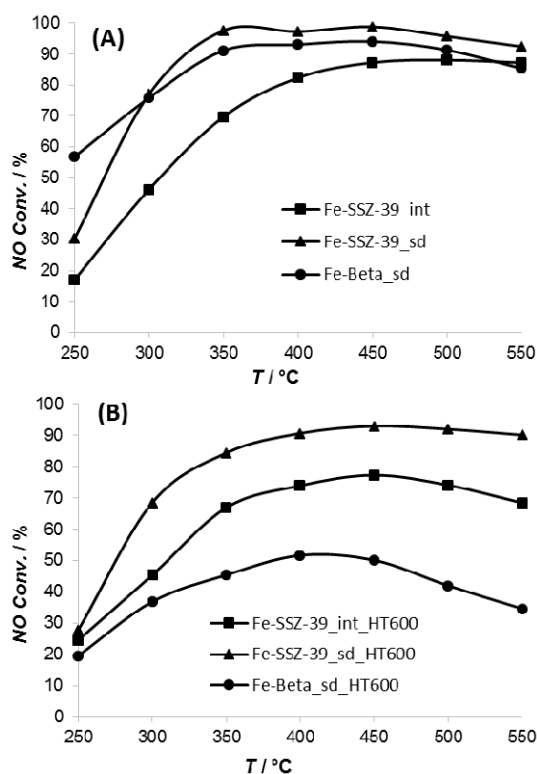 (A)
100
90
80
70
60
50
40
30
20
10
0
NO Conv. / %
Fe-SSZ-39_int
Fe-SSZ-39_sd
Fe-Beta_sd
250 300 350 400 450 500 550
T / °C
(B)
100
90
80
70
60
50
40
30
20
10
0
NO Conv. / %
Fe-SSZ-39_int_HT600
Fe-SSZ-39_sd_HT600
Fe-Beta_sd_HT600
250 300 350 400 450 500 550
T / °C